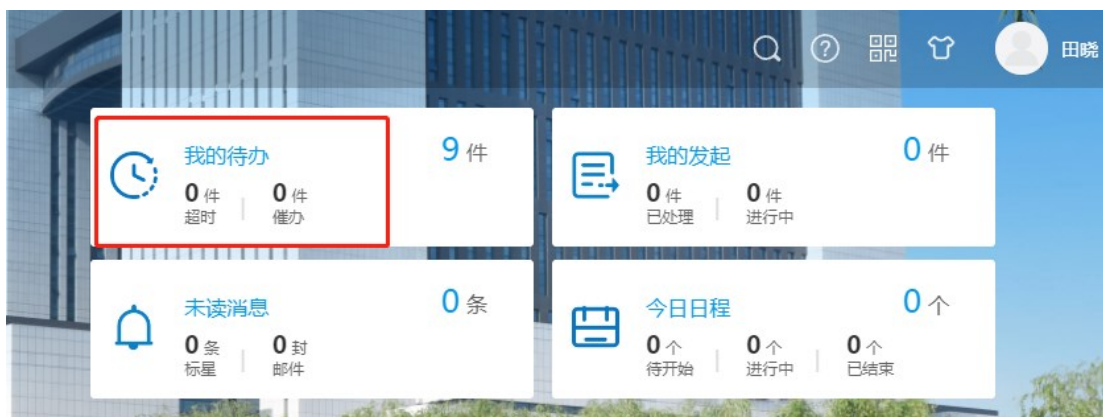 田晓
我的待办 9 件
0 件 0 件
超时 催办
我的发起 0 件
0 件 0 件
已处理 进行中
未读消息 0 条
0 条 0 封
标星 邮件
今日日程 0 个
0 个 0 个 0 个
待开始 进行中 已结束